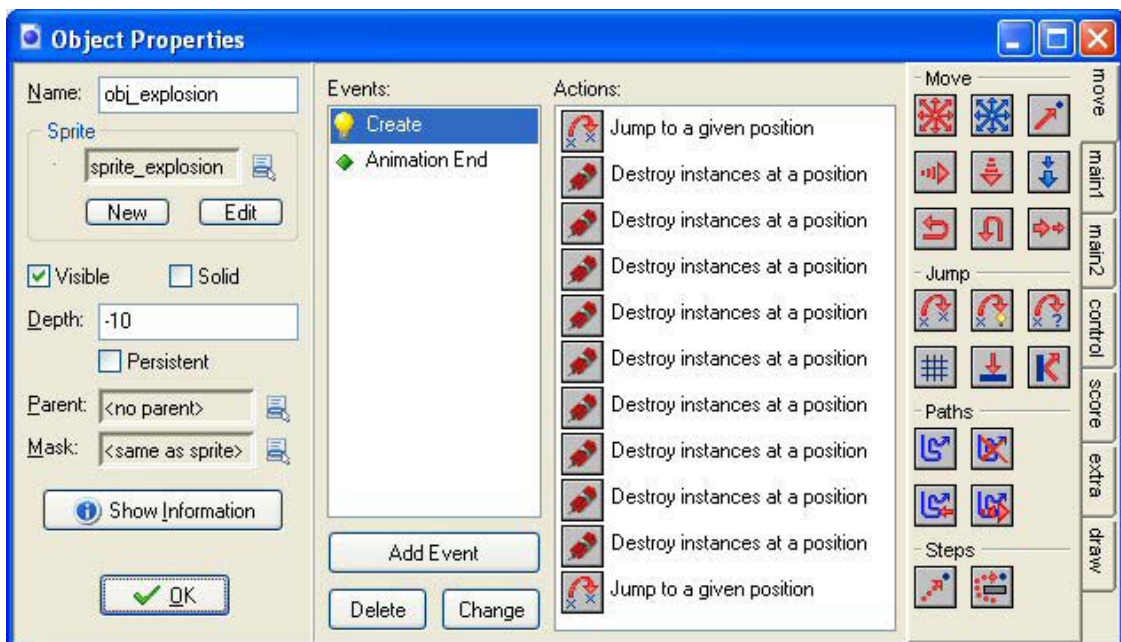 Object Properties
Name:
obj_explosion
Sprite
sprite_explosion
New
Edit
Visible
Solid
Depth:
-10
Persistent
Parent:
<no parent>
Mask:
<same as sprite>
Show Information
OK
Events:
Create
Animation End
Add Event
Delete
Change
Actions:
Jump to a given position
Destroy instances at a position
Destroy instances at a position
Destroy instances at a position
Destroy instances at a position
Destroy instances at a position
Destroy instances at a position
Destroy instances at a position
Destroy instances at a position
Destroy instances at a position
Jump to a given position
Move
Jump
Paths
Steps
move
main1
main2
control
score
extra
draw